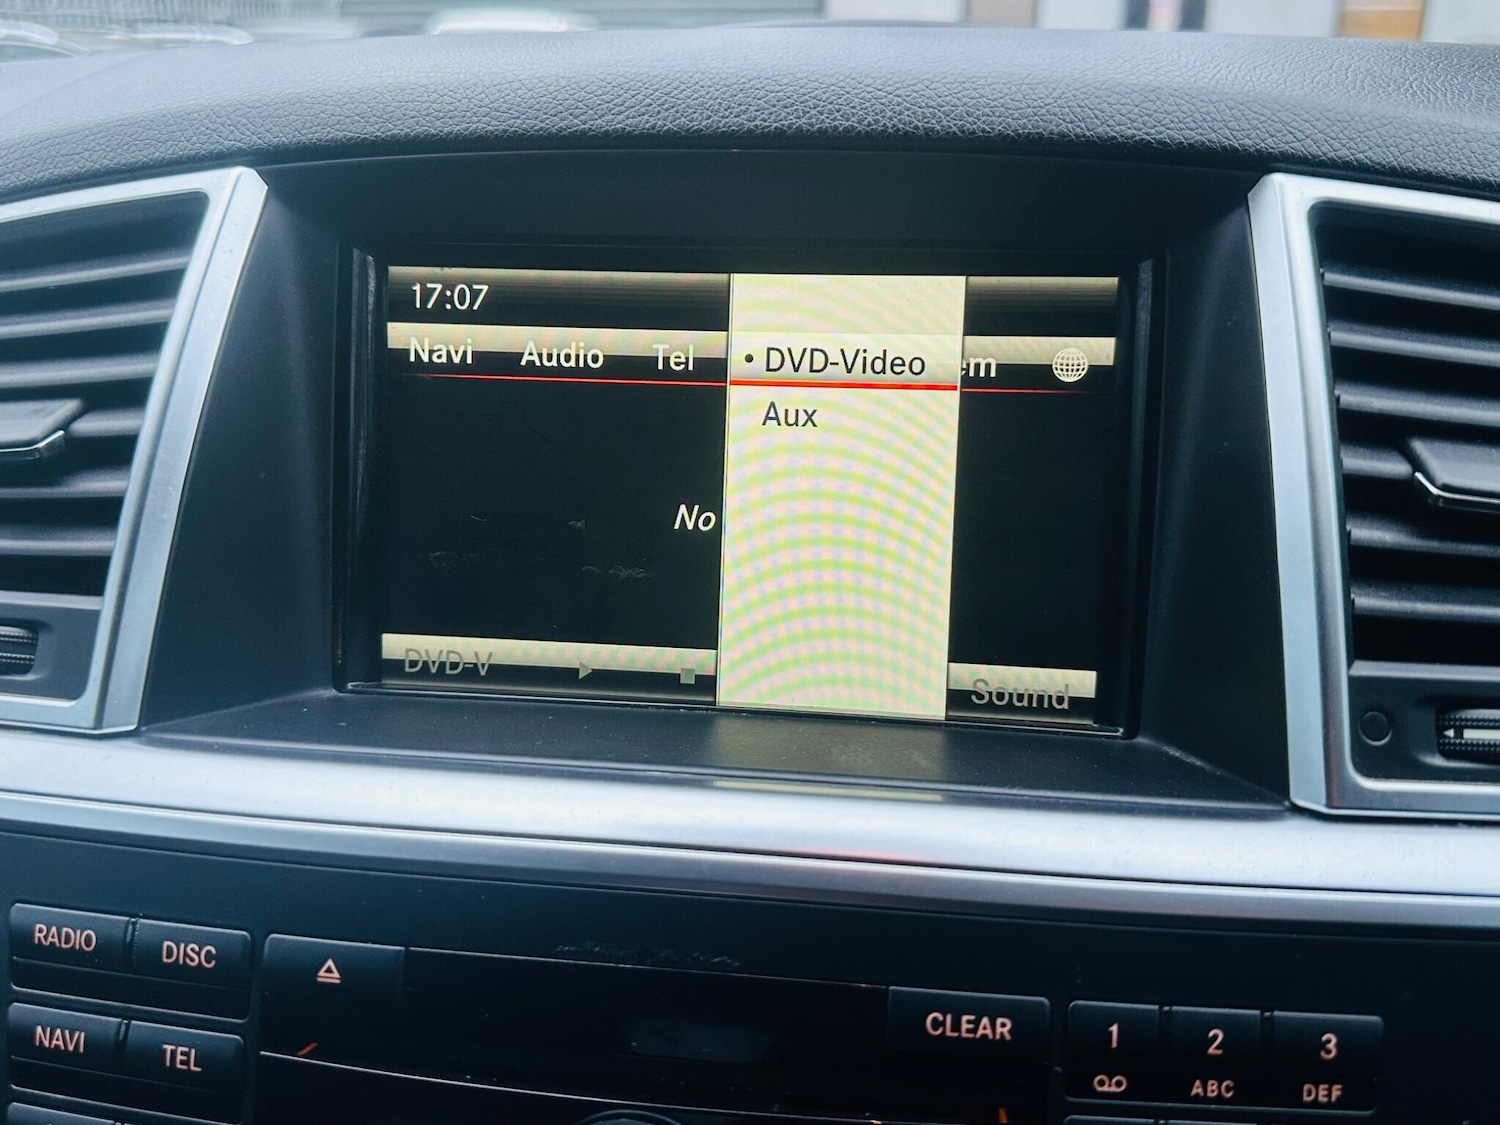 17:07
Navi Audio Tel
• DVD-Video
em
Aux
No
DVD-V
Sound
RADIO
DISC
CLEAR
1
2 ABC
3 DEF
NAVI
TEL